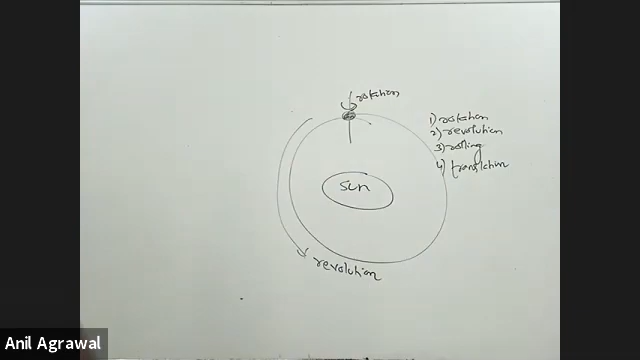 rotation
1) rotation
2) revolution
3) rolling
4) translation
sun
revolution
Anil Agrawal